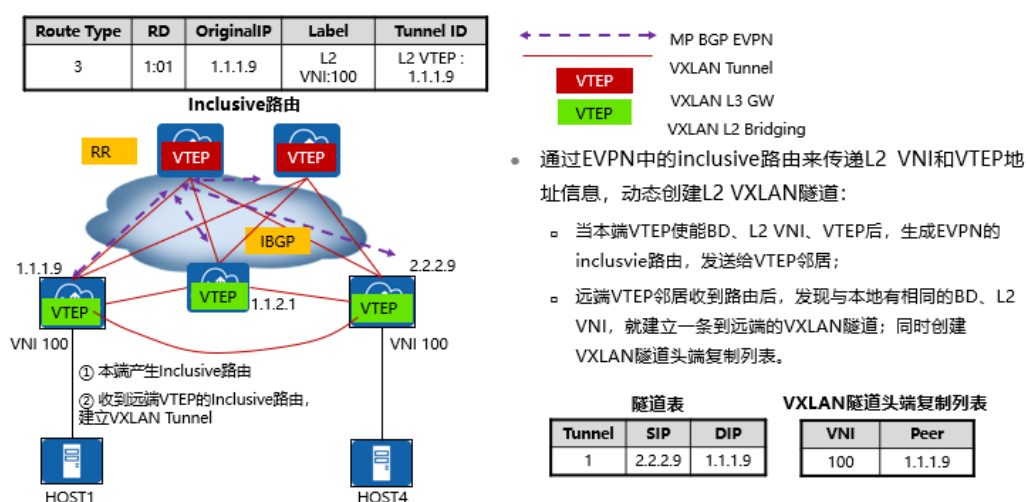 Route Type RD OriginalIP Label Tunnel ID
3 1:01 1.1.1.9 L2 VNI:100 L2 VTEP : 1.1.1.9
Inclusive路由
RR
VTEP
VTEP
IBGP
1.1.1.9
2.2.2.9
VTEP
VTEP
1.1.2.1
VTEP
VNI 100
VNI 100
① 本端产生Inclusive路由
② 收到远端VTEP的Inclusive路由,
建立VXLAN Tunnel
HOST1
HOST4
MP BGP EVPN
VXLAN Tunnel
VTEP
VXLAN L3 GW
VTEP
VXLAN L2 Bridging
通过EVPN中的inclusive路由来传递L2 VNI和VTEP地
址信息，动态创建L2 VXLAN隧道：
当本端VTEP使能BD、L2 VNI、VTEP后，生成EVPN的
inclusvie路由，发送给VTEP邻居；
远端VTEP邻居收到路由后，发现与本地有相同的BD、L2
VNI，就建立一条到远端的VXLAN隧道；同时创建
VXLAN隧道头端复制列表。
隧道表
Tunnel SIP DIP
1 2.2.2.9 1.1.1.9
VXLAN隧道头端复制列表
VNI Peer
100 1.1.1.9